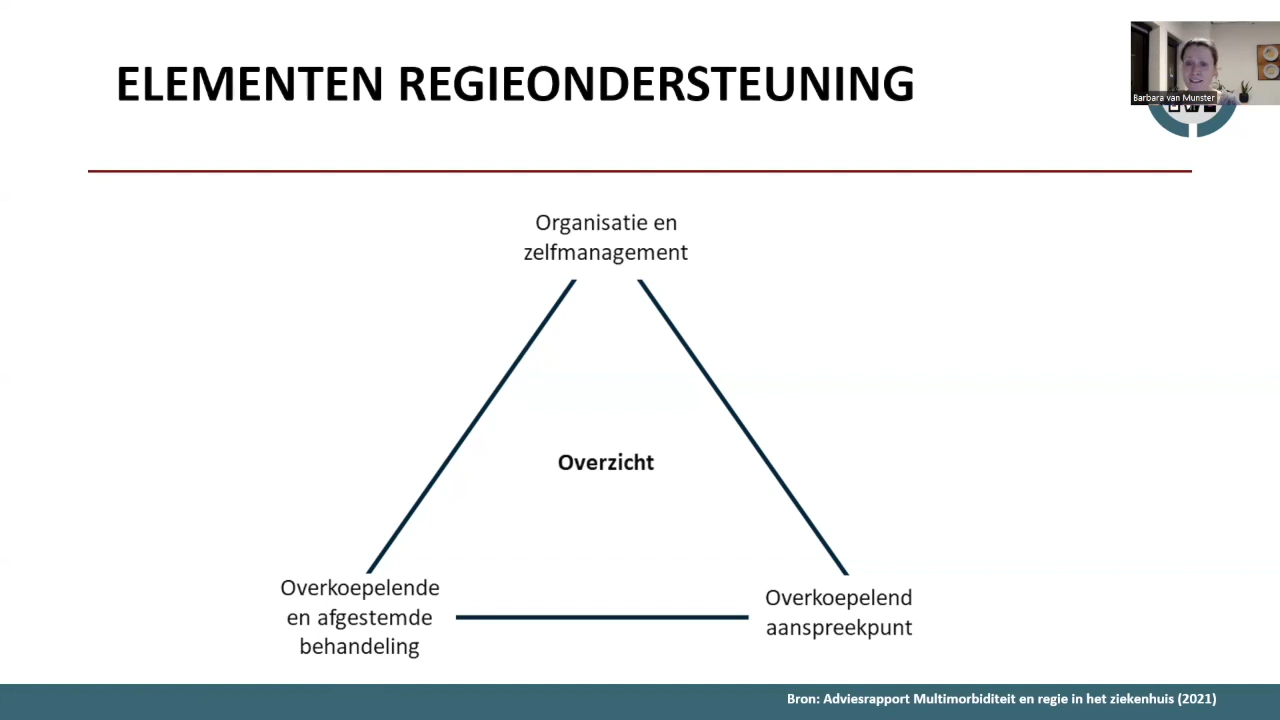 ELEMENTEN REGIEONDERSTEUNING
Barbara van Munster
Organisatie en
zelfmanagement
Overzicht
Overkoepelende
en afgestemde
behandeling
Overkoepelend
aanspreekpunt
Bron: Adviesrapport Multimorbiditeit en regie in het ziekenhuis (2021)